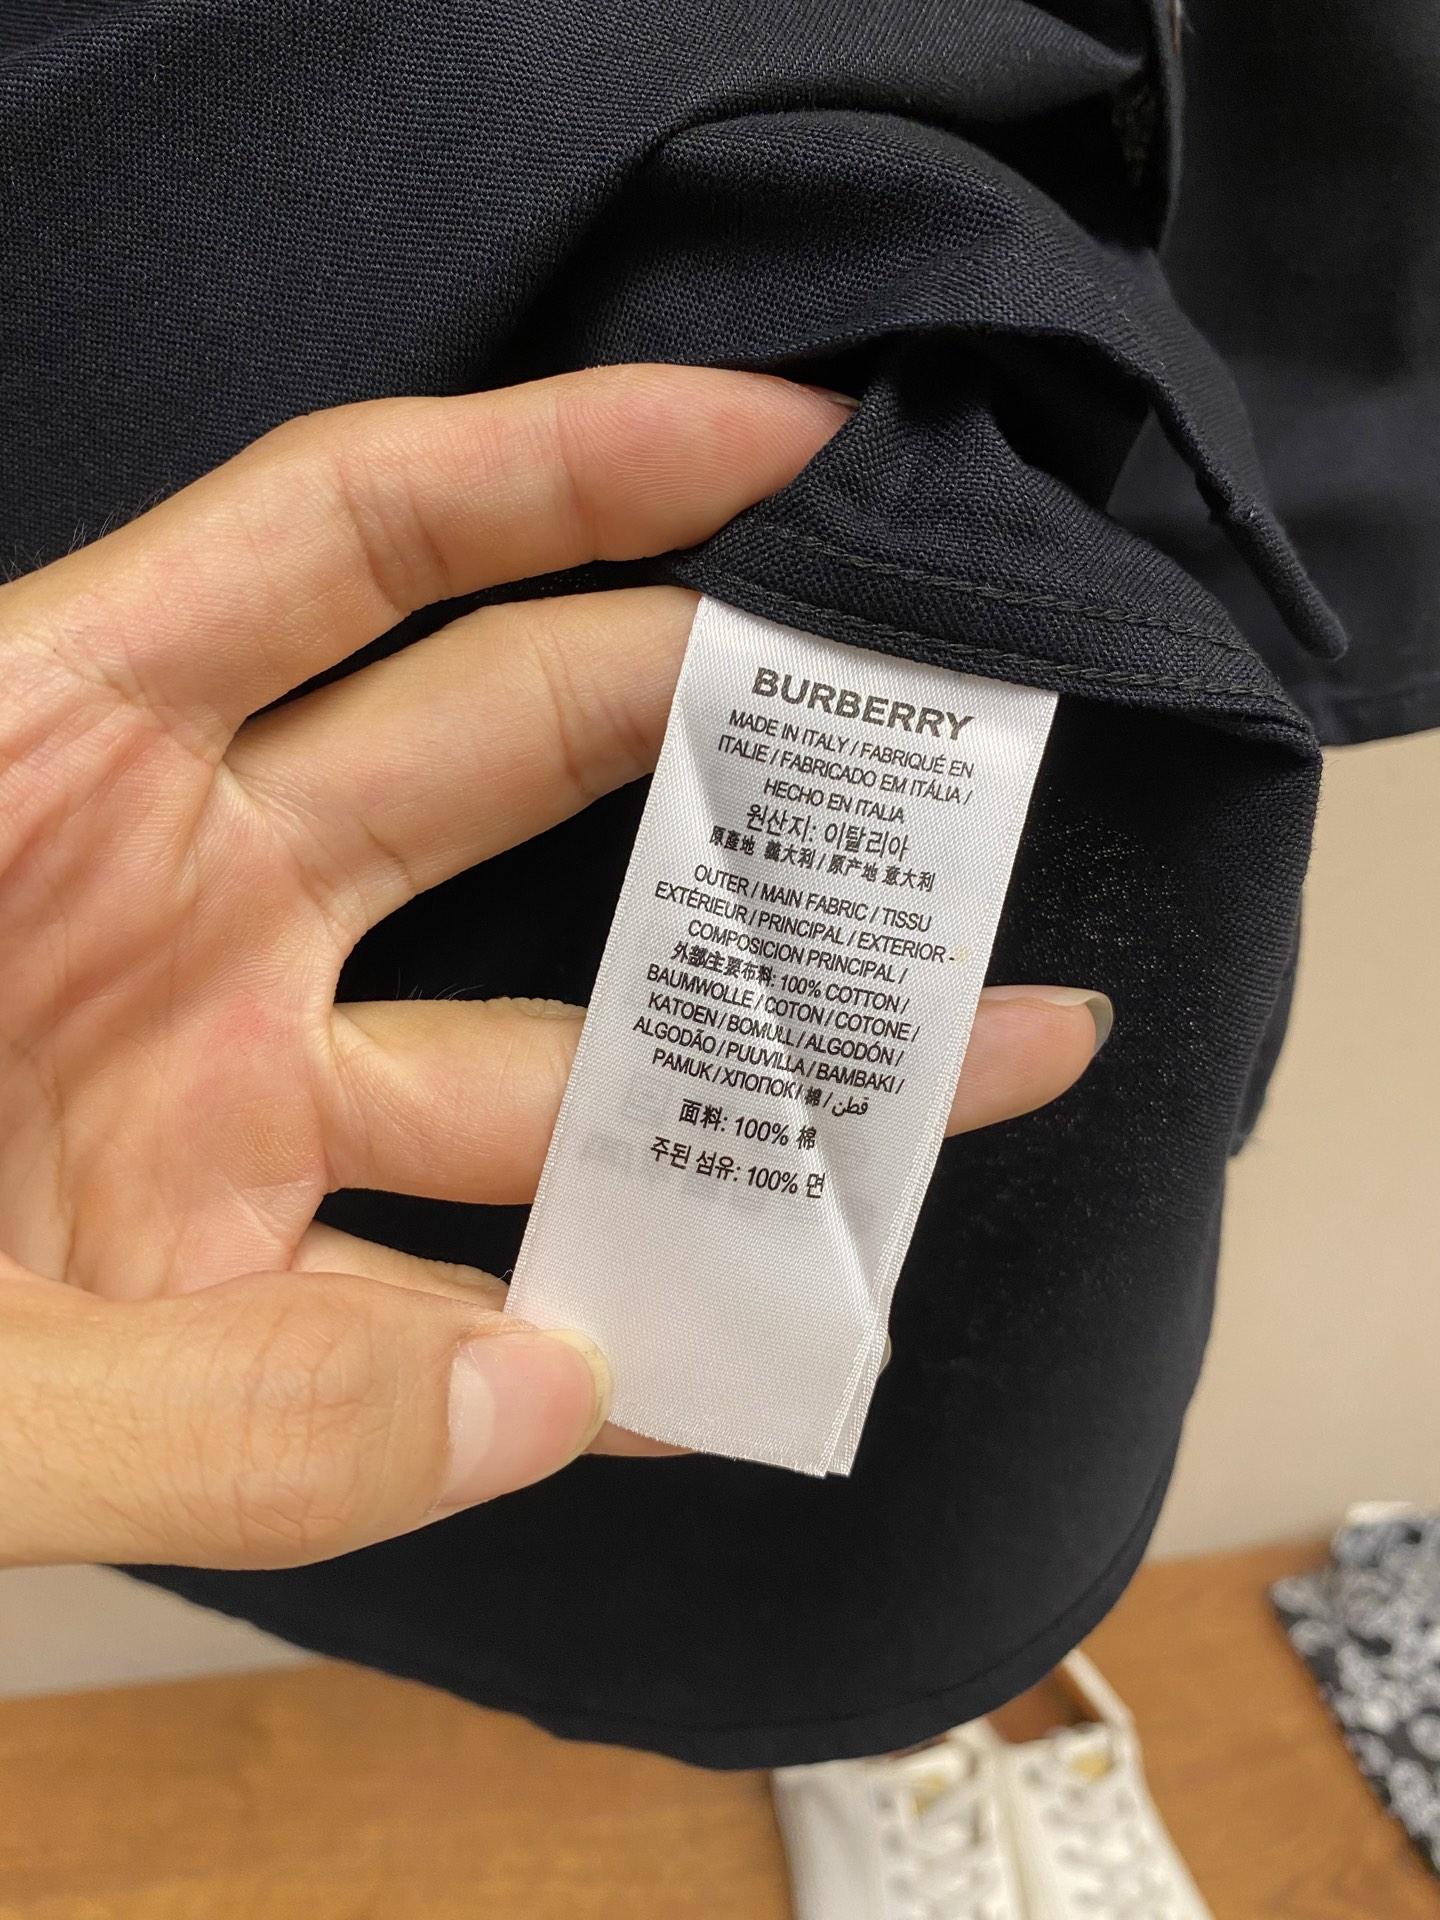 BURBERRY
MADE IN ITALY / FABRIQUÉ EN
ITALIE / FABRICADO EM ITÁLIA /
HECHO EN ITALIA
원산지: 이탈리아
原產地 義大利 / 原产地 意大利
OUTER / MAIN FABRIC / TISSU
EXTÉRIEUR / PRINCIPAL / EXTERIOR -
COMPOSICION PRINCIPAL /
外部主要布料: 100% COTTON /
BAUMWOLLE / COTON / COTONE /
KATOEN / BOMULL / ALGODÓN /
ALGODÃO / PUUVILLA / BAMBAKI /
PAMUK / ХЛОПОК / 綿 / قطن
面料: 100% 棉
주된 섬유: 100% 면